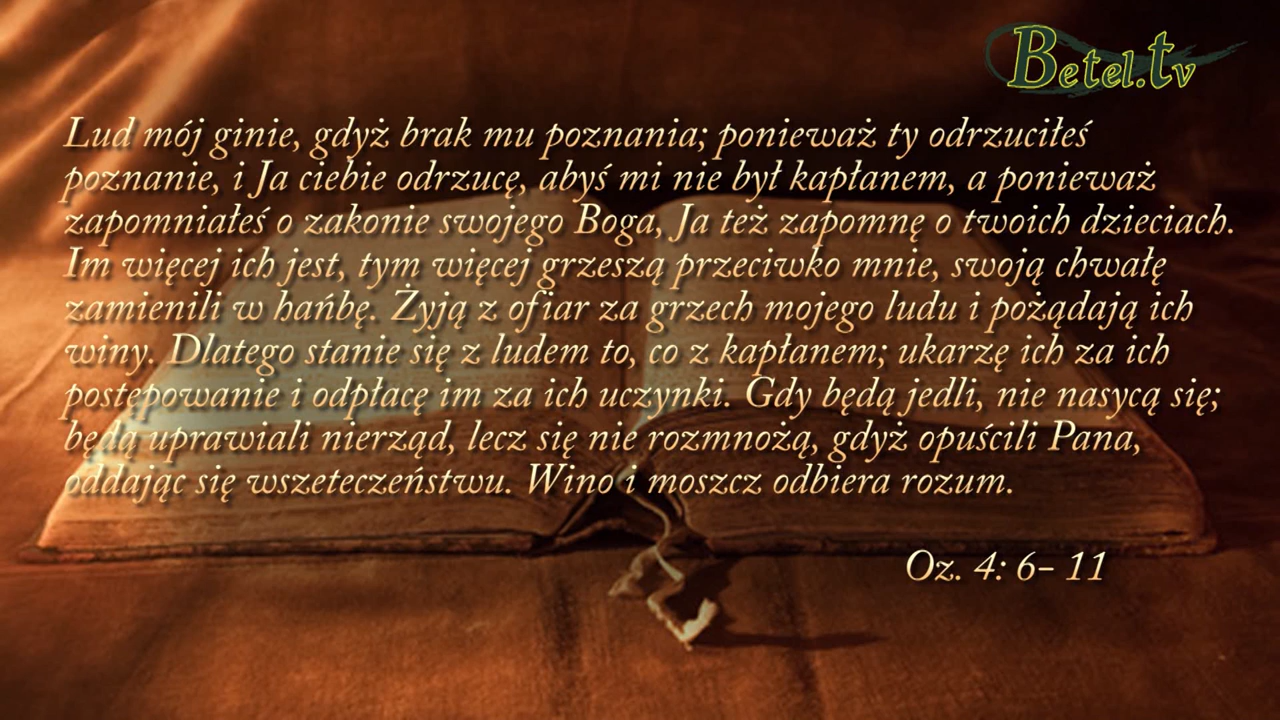 Betel.tv
Lud mój ginie, gdyż brak mu poznania; ponieważ ty odrzuciłeś
poznanie, i Ja ciebie odrzucę, abyś mi nie był kapłanem, a ponieważ
zapomniałeś o zakonie swojego Boga, Ja też zapomnę o twoich dzieciach.
Im więcej ich jest, tym więcej grzeszą przeciwko mnie, swoją chwałę
zamienili w hańbę. Żyją z ofiar za grzech mojego ludu i pożądają ich
winy. Dlatego stanie się z ludem to, co z kapłanem; ukarzę ich za ich
postępowanie i odpłacę im za ich uczynki. Gdy będą jedli, nie nasycą się;
będą uprawiali nierząd, lecz się nie rozmnożą, gdyż opuścili Pana,
oddając się wszeteczeństwu. Wino i moszcz odbiera rozum.
Oz. 4: 6- 11